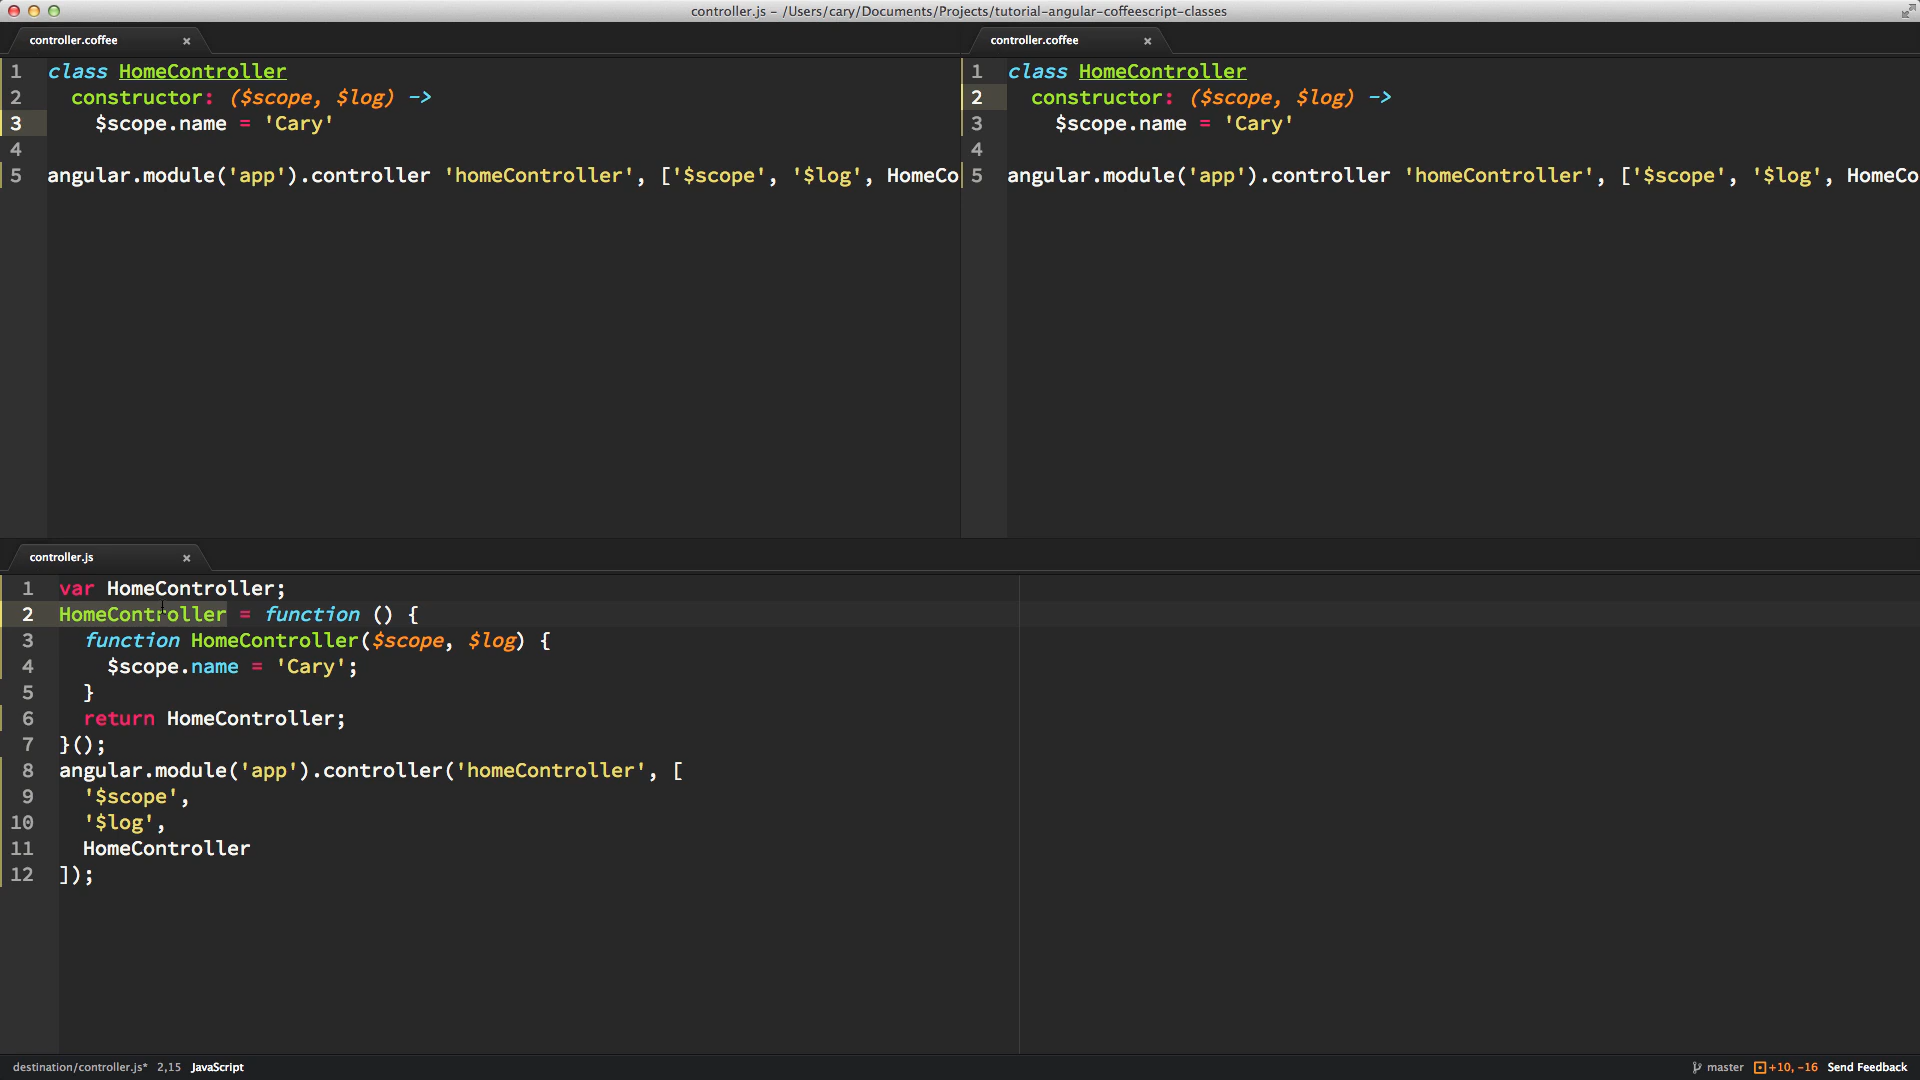 controller.js - /Users/cary/Documents/Projects/tutorial-angular-coffeescript-classes
controller.coffee ×
1 class HomeController
2   constructor: ($scope, $log) ->
3     $scope.name = 'Cary'
4
5 angular.module('app').controller 'homeController', ['$scope', '$log', HomeCo
controller.coffee ×
1 class HomeController
2   constructor: ($scope, $log) ->
3     $scope.name = 'Cary'
4
5 angular.module('app').controller 'homeController', ['$scope', '$log', HomeCo
controller.js ×
1 var HomeController;
2 HomeController = function () {
3   function HomeController($scope, $log) {
4     $scope.name = 'Cary';
5   }
6   return HomeController;
7 }();
8 angular.module('app').controller('homeController', [
9   '$scope',
10   '$log',
11   HomeController
12 ]);
destination/controller.js* 2,15 JavaScript
master +10, -16 Send Feedback